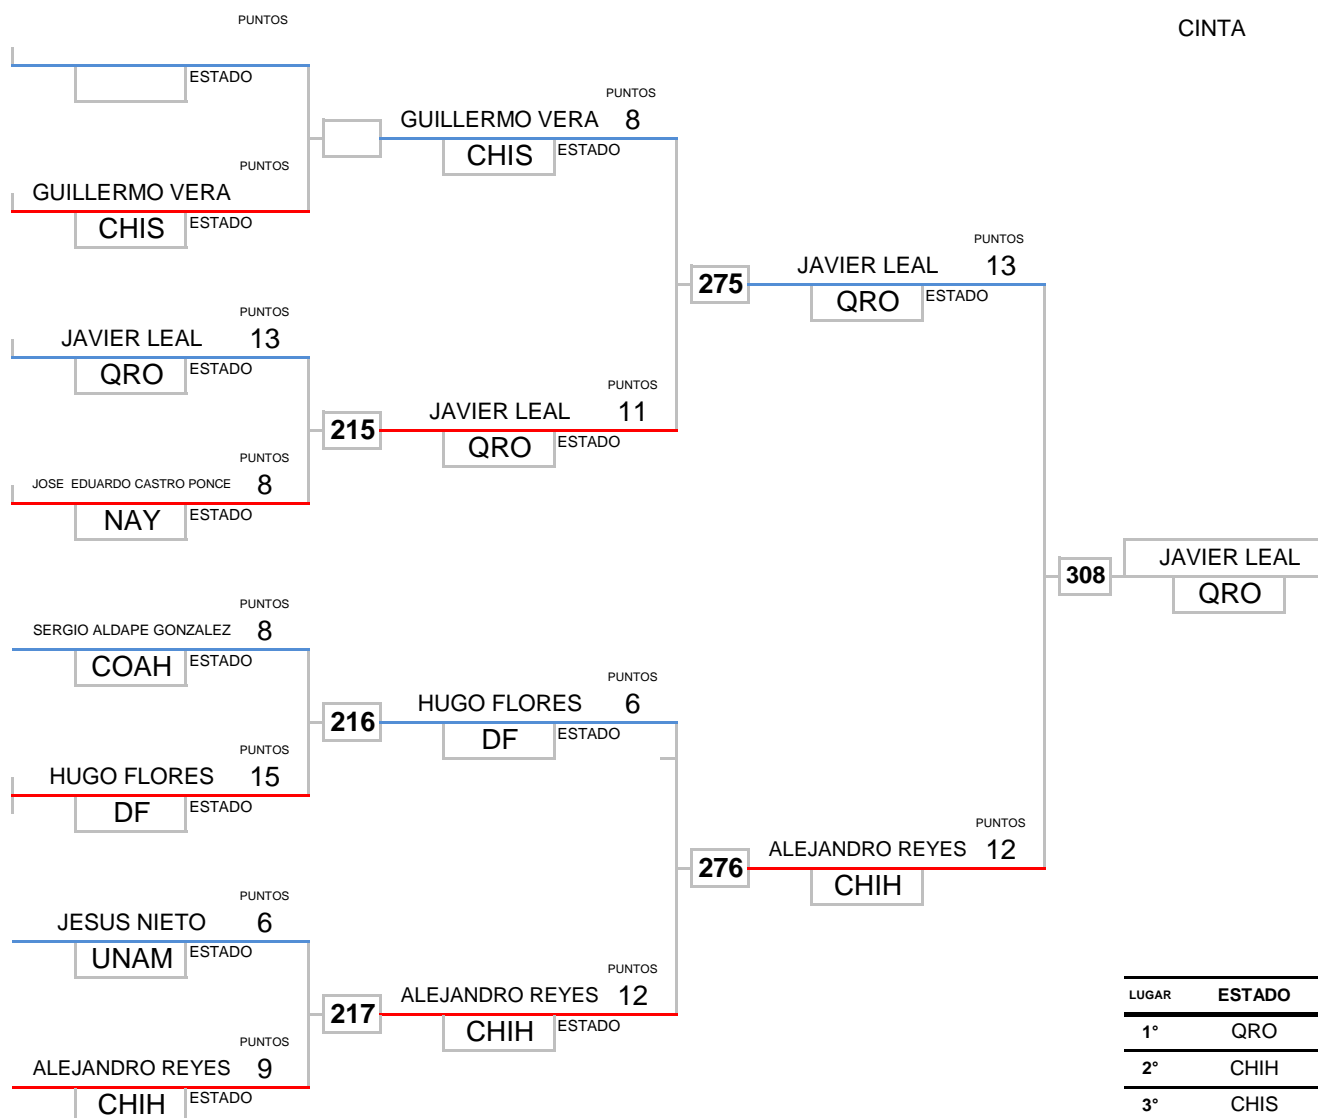 PUNTOS
CINTA
ESTADO
PUNTOS
GUILLERMO VERA 8
CHIS ESTADO
PUNTOS
GUILLERMO VERA
CHIS ESTADO
PUNTOS
JAVIER LEAL 13
275
QRO ESTADO
PUNTOS
JAVIER LEAL 13
QRO ESTADO
PUNTOS
JAVIER LEAL 11
215
QRO ESTADO
PUNTOS
JOSE EDUARDO CASTRO PONCE 8
NAY ESTADO
JAVIER LEAL
308
QRO
PUNTOS
SERGIO ALDAPE GONZALEZ 8
COAH ESTADO
PUNTOS
HUGO FLORES 6
216
DF ESTADO
PUNTOS
HUGO FLORES 15
DF ESTADO
PUNTOS
ALEJANDRO REYES 12
276
CHIH
PUNTOS
JESUS NIETO 6
UNAM ESTADO
PUNTOS
ALEJANDRO REYES 12
217
CHIH ESTADO
PUNTOS
ALEJANDRO REYES 9
CHIH ESTADO
LUGAR ESTADO
1° QRO
2° CHIH
3° CHIS